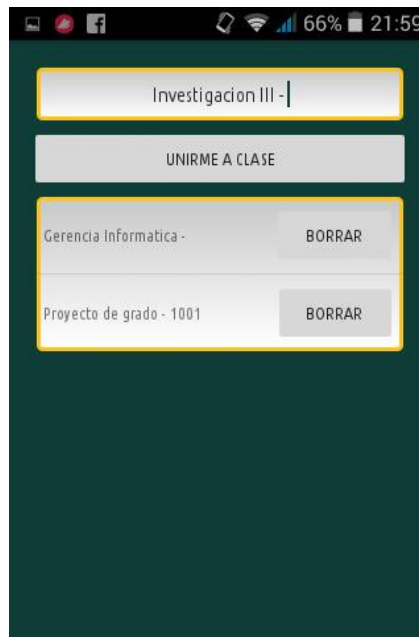 66% 21:59
Investigacion III -
UNIRME A CLASE
Gerencia Informatica - BORRAR
Proyecto de grado - 1001 BORRAR